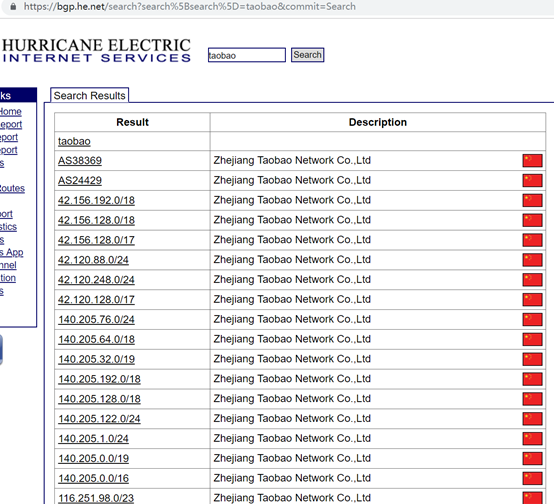 https://bgp.he.net/search?search%5Bsearch%5D=taobao&commit=Search
HURRICANE ELECTRIC
INTERNET SERVICES
taobao
Search
ks
Home
eport
port
port
s
Routes
ort
stics
s
s App
nnel
tion
s
Search Results
Result Description
taobao
AS38369 Zhejiang Taobao Network Co.,Ltd
AS24429 Zhejiang Taobao Network Co.,Ltd
42.156.192.0/18 Zhejiang Taobao Network Co.,Ltd
42.156.128.0/18 Zhejiang Taobao Network Co.,Ltd
42.156.128.0/17 Zhejiang Taobao Network Co.,Ltd
42.120.88.0/24 Zhejiang Taobao Network Co.,Ltd
42.120.248.0/24 Zhejiang Taobao Network Co.,Ltd
42.120.128.0/17 Zhejiang Taobao Network Co.,Ltd
140.205.76.0/24 Zhejiang Taobao Network Co.,Ltd
140.205.64.0/18 Zhejiang Taobao Network Co.,Ltd
140.205.32.0/19 Zhejiang Taobao Network Co.,Ltd
140.205.192.0/18 Zhejiang Taobao Network Co.,Ltd
140.205.128.0/18 Zhejiang Taobao Network Co.,Ltd
140.205.122.0/24 Zhejiang Taobao Network Co.,Ltd
140.205.1.0/24 Zhejiang Taobao Network Co.,Ltd
140.205.0.0/19 Zhejiang Taobao Network Co.,Ltd
140.205.0.0/16 Zhejiang Taobao Network Co.,Ltd
116.251.98.0/23 Zhejiang Taobao Network Co.,Ltd